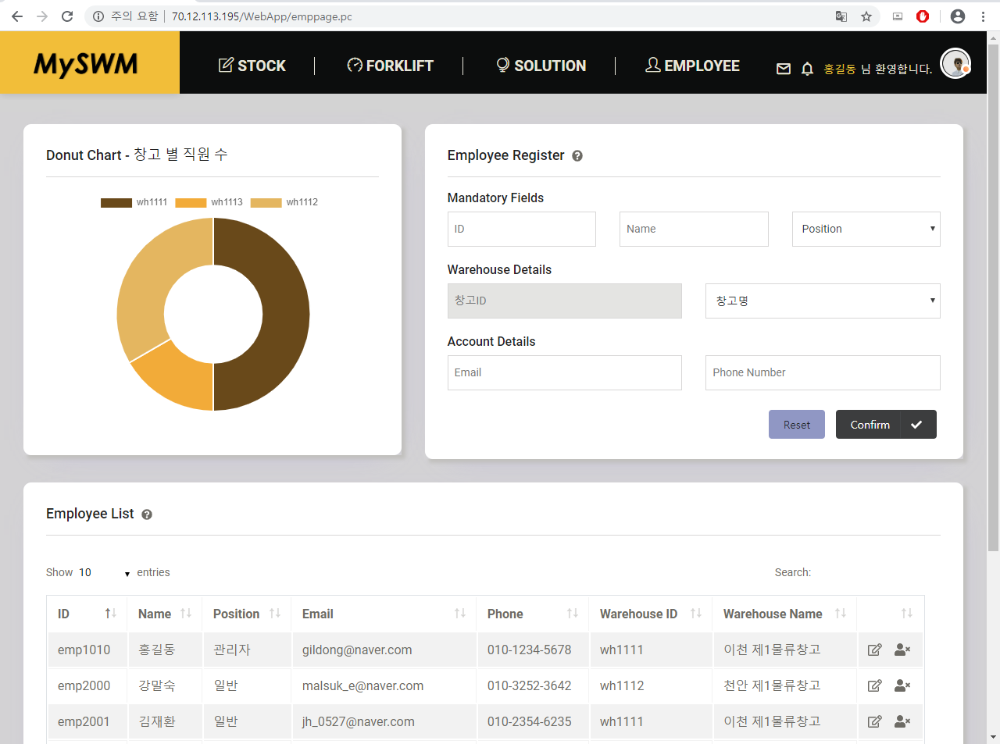 주의 요함 | 70.12.113.195/WebApp/emppage.pc
MySWM
STOCK
FORKLIFT
SOLUTION
EMPLOYEE
홍길동 님 환영합니다.
Donut Chart - 창고 별 직원 수
wh1111 wh1113 wh1112
Employee Register
Mandatory Fields
ID Name Position
Warehouse Details
창고ID 창고명
Account Details
Email Phone Number
Reset Confirm
Employee List
Show 10 entries Search:
ID Name Position Email Phone Warehouse ID Warehouse Name
emp1010 홍길동 관리자 gildong@naver.com 010-1234-5678 wh1111 이천 제1물류창고
emp2000 강말숙 일반 malsuk_e@naver.com 010-3252-3642 wh1112 천안 제1물류창고
emp2001 김재환 일반 jh_0527@naver.com 010-2354-6235 wh1111 이천 제1물류창고